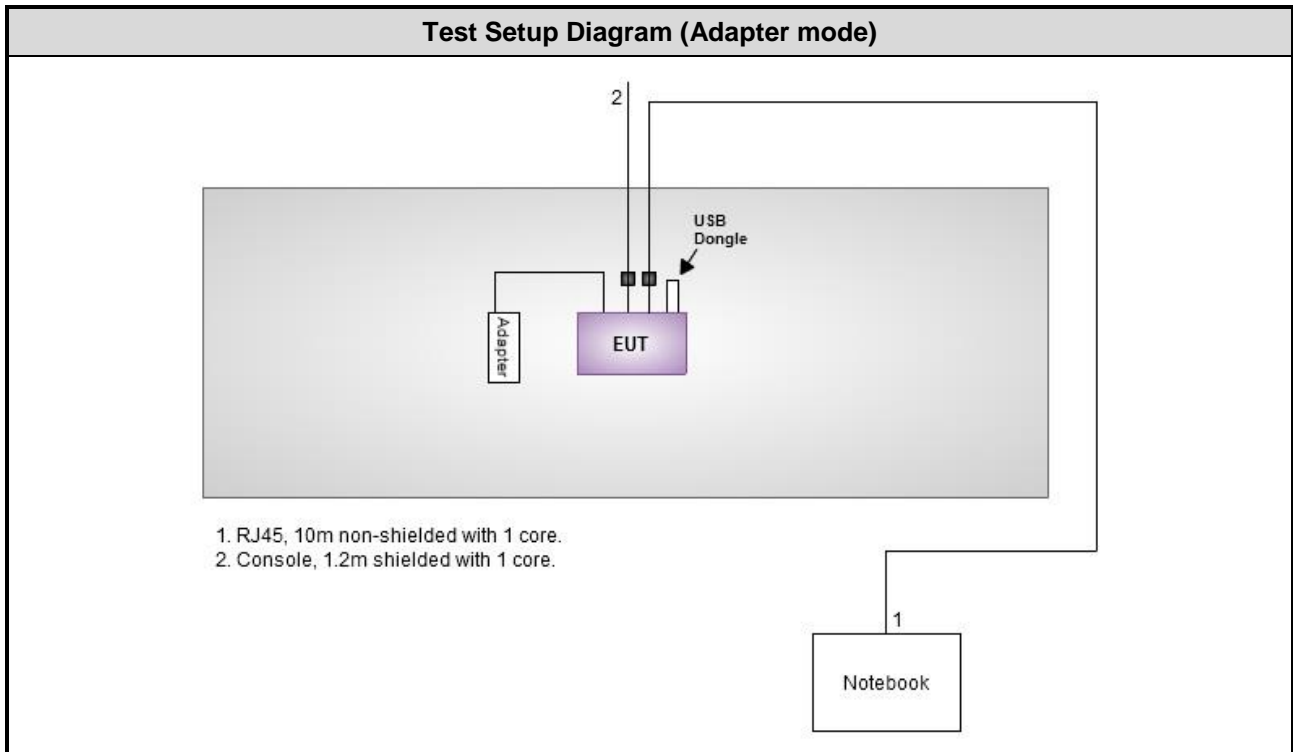 Test Setup Diagram (Adapter mode)
2
USB
Dongle
Adapter
EUT
1. RJ45, 10m non-shielded with 1 core.
2. Console, 1.2m shielded with 1 core.
1
Notebook